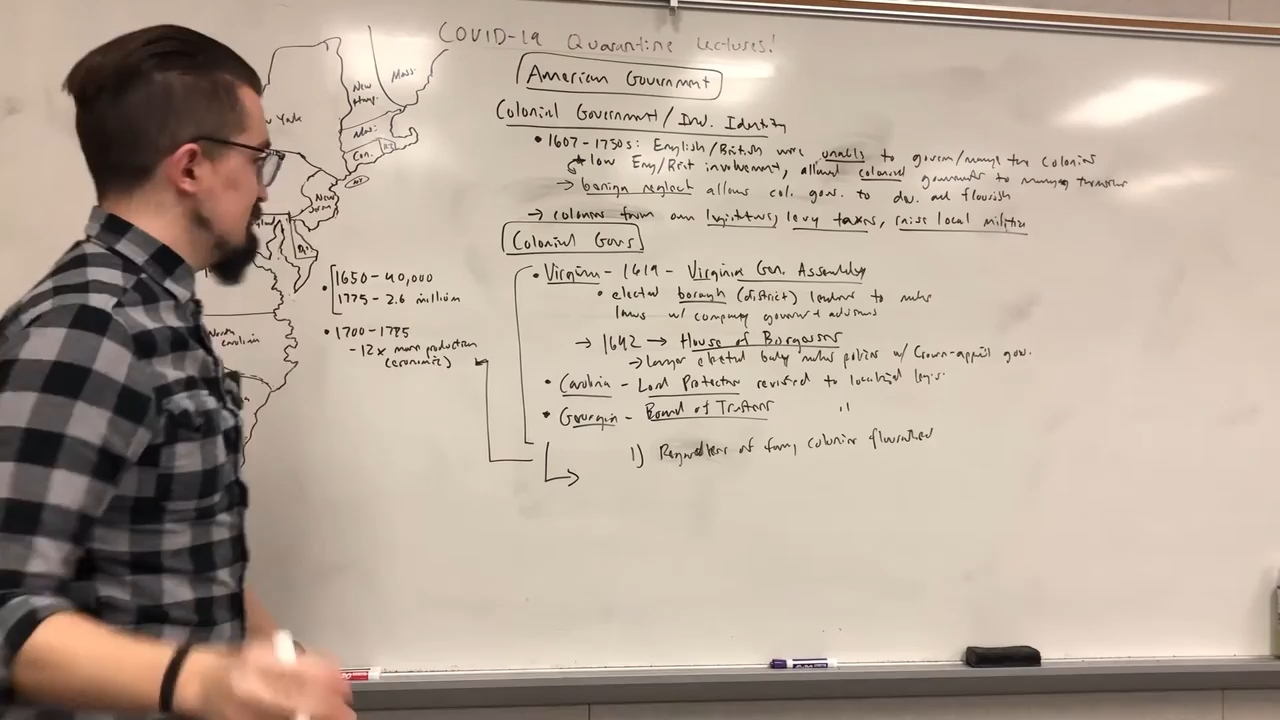 COVID-19 Quarantine Lectures!
American Government
Colonial Government / Identity
• 1607-1750s: English/British were unable to govern/manage the colonies
low Eng/Brit involvement, allowed colonial governments to manage themselves
→ benign neglect allows col. govs. to dev. and flourish
→ colonies form own legislatures, levy taxes, raise local militia
Colonial Govs
• Virginia - 1619 - Virginia Gen. Assembly
• elected borough (district) leaders to make
laws w/ company governor + advisors
→ 1642 → House of Burgesses
→ larger elected body makes policies w/ Crown-app't gov.
• Carolina - Lord Protector reverted to localized legis.
• Georgia - Board of Trustees "
1) Regardless of form, colonies flourished
• 1650-40,000
1775-2.6 million
• 1700-1775
- 12x more production
(economic)
York
New
Hamp.
Mass.
Mass.
Con.
RI
New
Jersey
North
Carolina